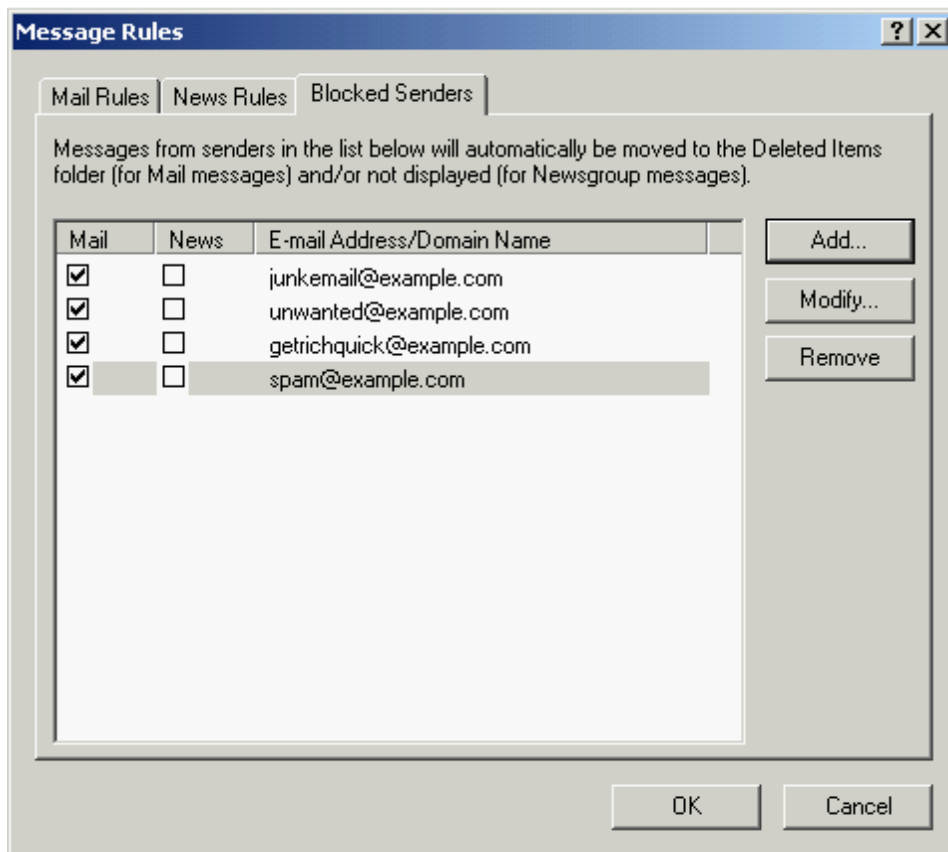 Message Rules
Mail Rules News Rules Blocked Senders
Messages from senders in the list below will automatically be moved to the Deleted Items
folder (for Mail messages) and/or not displayed (for Newsgroup messages).
Mail News E-mail Address/Domain Name
junkemail@example.com
unwanted@example.com
getrichquick@example.com
spam@example.com
Add...
Modify...
Remove
OK Cancel